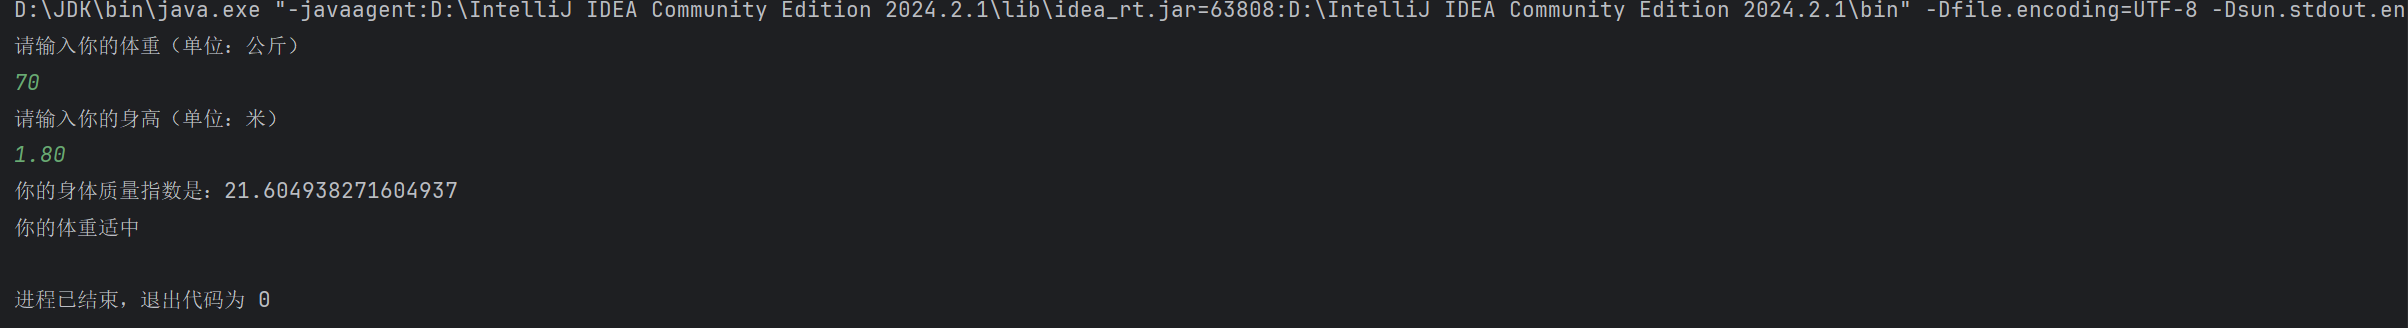 D:\JDK\bin\java.exe "-javaagent:D:\IntelliJ IDEA Community Edition 2024.2.1\lib\idea_rt.jar=63808:D:\IntelliJ IDEA Community Edition 2024.2.1\bin" -Dfile.encoding=UTF-8 -Dsun.stdout.en
请输入你的体重（单位：公斤）
70
请输入你的身高（单位：米）
1.80
你的身体质量指数是：21.604938271604937
你的体重适中
进程已结束，退出代码为 0